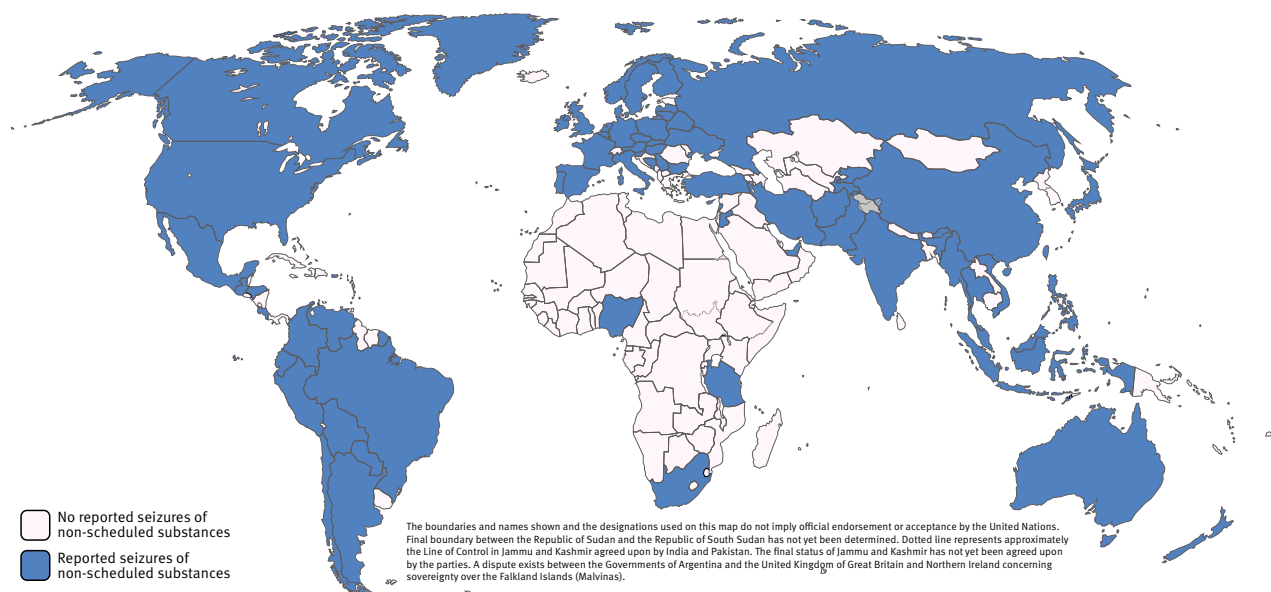 No reported seizures of
non-scheduled substances
Reported seizures of
non-scheduled substances
The boundaries and names shown and the designations used on this map do not imply official endorsement or acceptance by the United Nations.
Final boundary between the Republic of Sudan and the Republic of South Sudan has not yet been determined. Dotted line represents approximately
the Line of Control in Jammu and Kashmir agreed upon by India and Pakistan. The final status of Jammu and Kashmir has not yet been agreed upon
by the parties. A dispute exists between the Governments of Argentina and the United Kingdom of Great Britain and Northern Ireland concerning
sovereignty over the Falkland Islands (Malvinas).